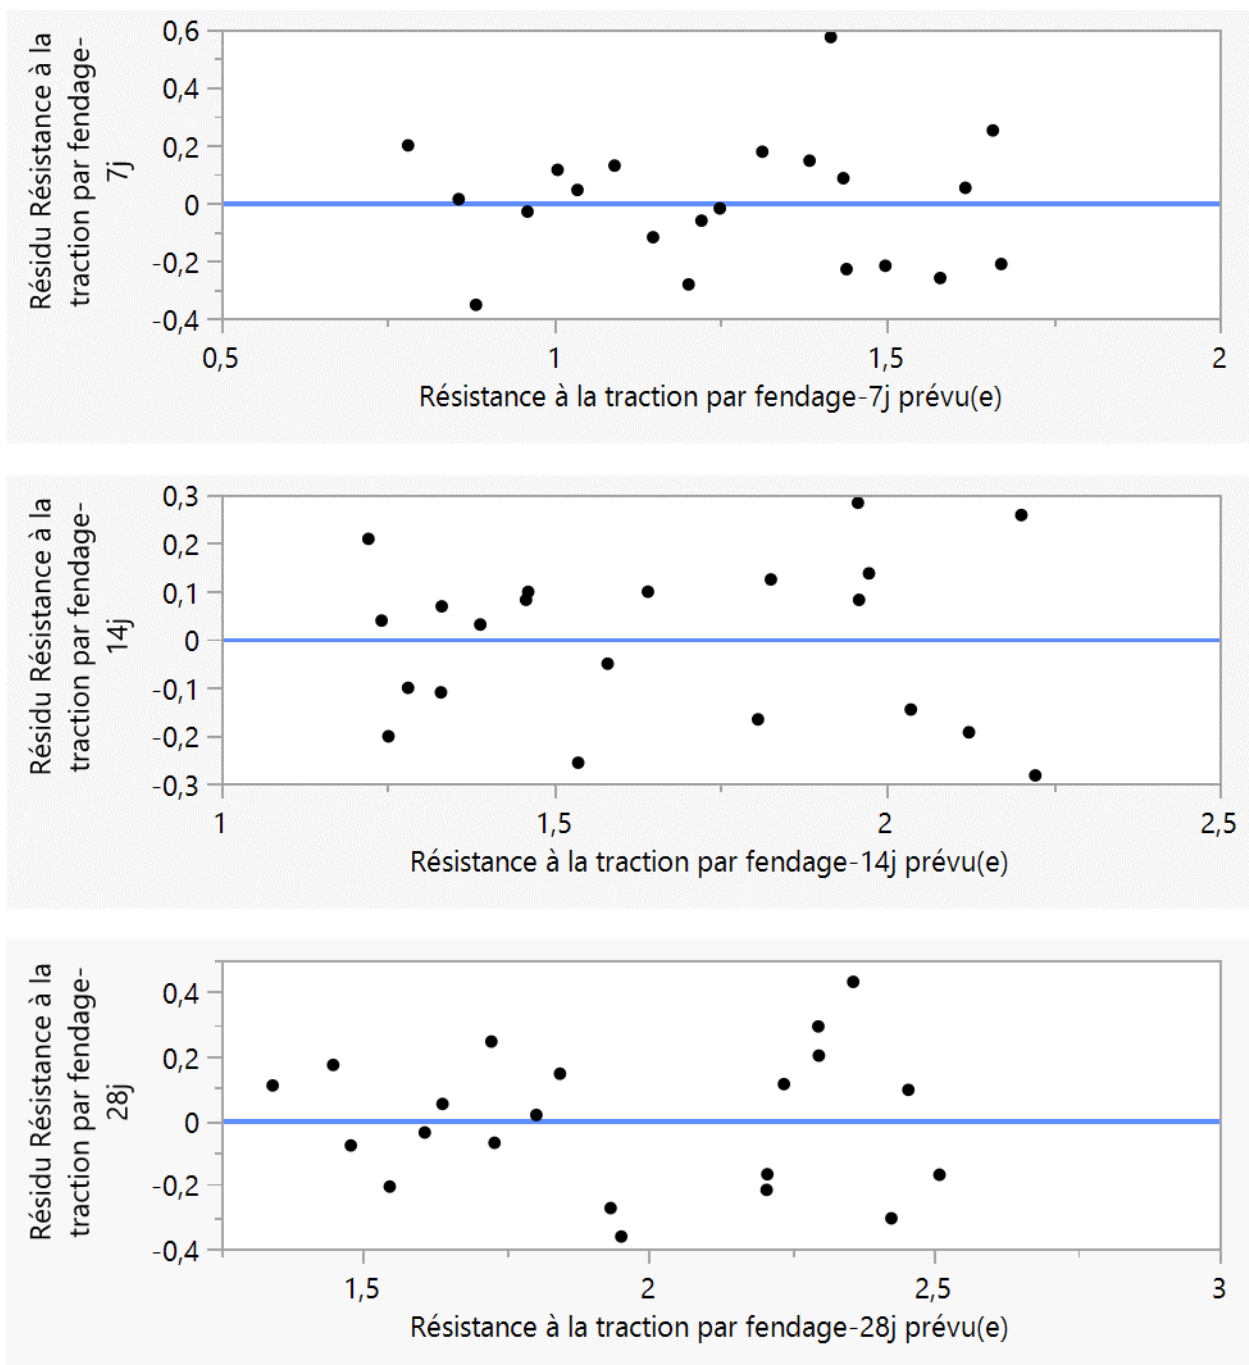 Résidu Résistance à la
traction par fendage-
7j
0,6
0,4
0,2
0
-0,2
-0,4
0,5 1 1,5 2
Résistance à la traction par fendage-7j prévu(e)
Résidu Résistance à la
traction par fendage-
14j
0,3
0,2
0,1
0
-0,1
-0,2
-0,3
1 1,5 2 2,5
Résistance à la traction par fendage-14j prévu(e)
Résidu Résistance à la
traction par fendage-
28j
0,4
0,2
0
-0,2
-0,4
1,5 2 2,5 3
Résistance à la traction par fendage-28j prévu(e)